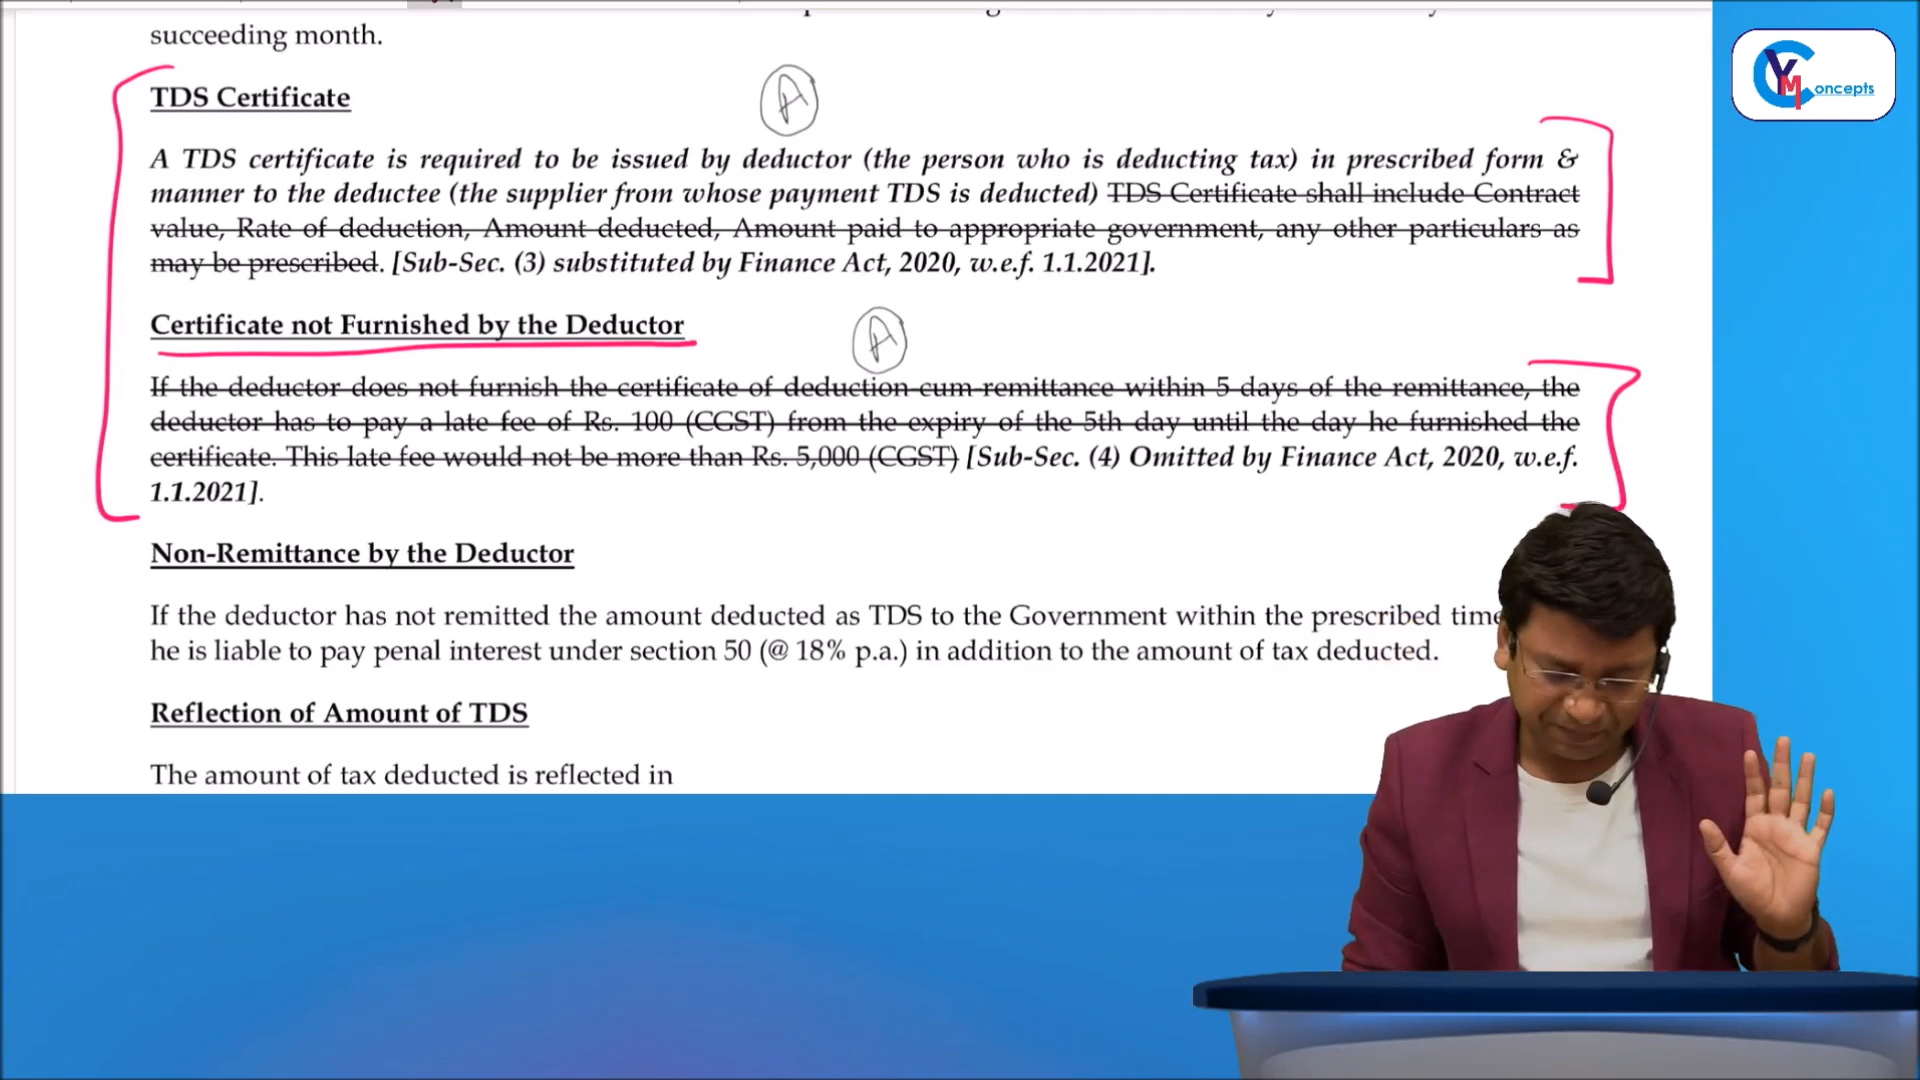 succeeding month.
TDS Certificate
A
A TDS certificate is required to be issued by deductor (the person who is deducting tax) in prescribed form &
manner to the deductee (the supplier from whose payment TDS is deducted) TDS Certificate shall include Contract
value, Rate of deduction, Amount deducted, Amount paid to appropriate government, any other particulars as
may be prescribed. [Sub-Sec. (3) substituted by Finance Act, 2020, w.e.f. 1.1.2021].
Certificate not Furnished by the Deductor
A
If the deductor does not furnish the certificate of deduction-cum-remittance within 5 days of the remittance, the
deductor has to pay a late fee of Rs. 100 (CGST) from the expiry of the 5th day until the day he furnished the
certificate. This late fee would not be more than Rs. 5,000 (CGST) [Sub-Sec. (4) Omitted by Finance Act, 2020, w.e.f.
1.1.2021].
Non-Remittance by the Deductor
If the deductor has not remitted the amount deducted as TDS to the Government within the prescribed time
he is liable to pay penal interest under section 50 (@ 18% p.a.) in addition to the amount of tax deducted.
Reflection of Amount of TDS
The amount of tax deducted is reflected in
YM Concepts